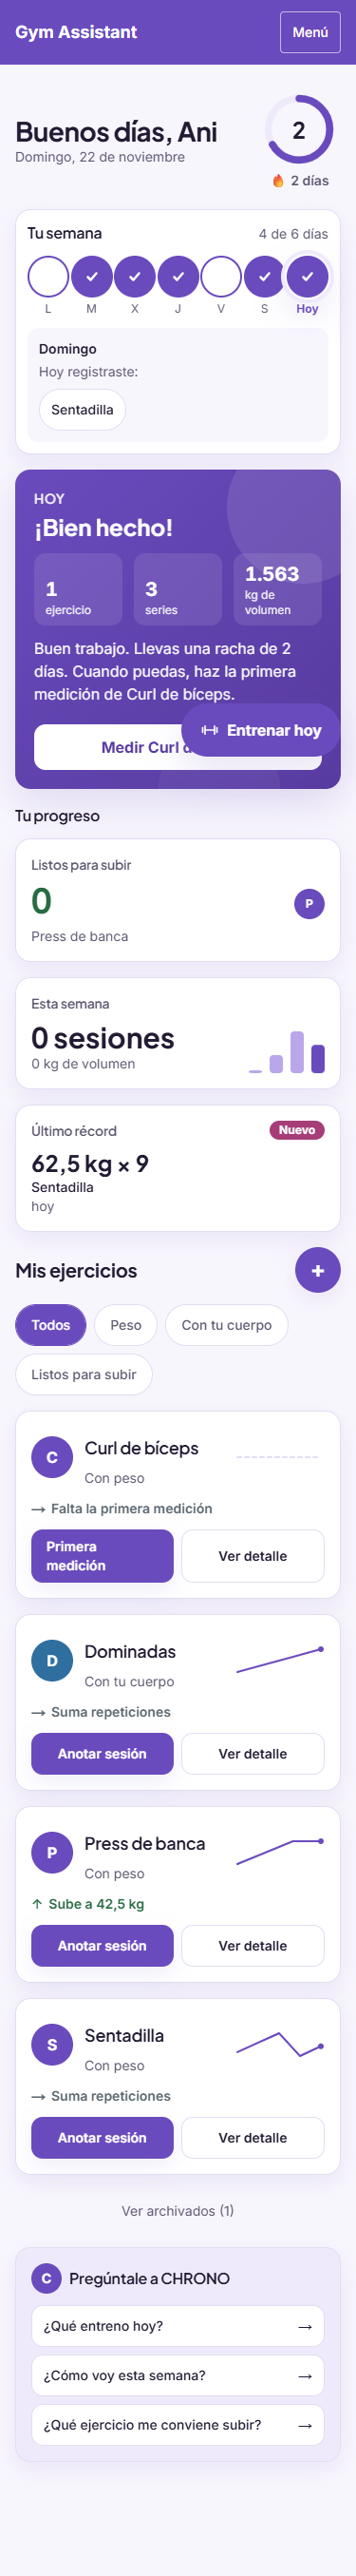 Gym Assistant
Menú
Buenos días, Ani
Domingo, 22 de noviembre
2
🔥 2 días
Tu semana
4 de 6 días
L M X J V S Hoy
Domingo
Hoy registraste:
Sentadilla
HOY
¡Bien hecho!
1
ejercicio
3
series
1.563
kg de
volumen
Buen trabajo. Llevas una racha de 2
días. Cuando puedas, haz la primera
medición de Curl de bíceps.
Medir Curl d
Entrenar hoy
Tu progreso
Listos para subir
0
P
Press de banca
Esta semana
0 sesiones
0 kg de volumen
Último récord
Nuevo
62,5 kg × 9
Sentadilla
hoy
Mis ejercicios
+
Todos
Peso
Con tu cuerpo
Listos para subir
C
Curl de bíceps
Con peso
→ Falta la primera medición
Primera
medición
Ver detalle
D
Dominadas
Con tu cuerpo
→ Suma repeticiones
Anotar sesión
Ver detalle
P
Press de banca
Con peso
↑ Sube a 42,5 kg
Anotar sesión
Ver detalle
S
Sentadilla
Con peso
→ Suma repeticiones
Anotar sesión
Ver detalle
Ver archivados (1)
C
Pregúntale a CHRONO
¿Qué entreno hoy? →
¿Cómo voy esta semana? →
¿Qué ejercicio me conviene subir? →